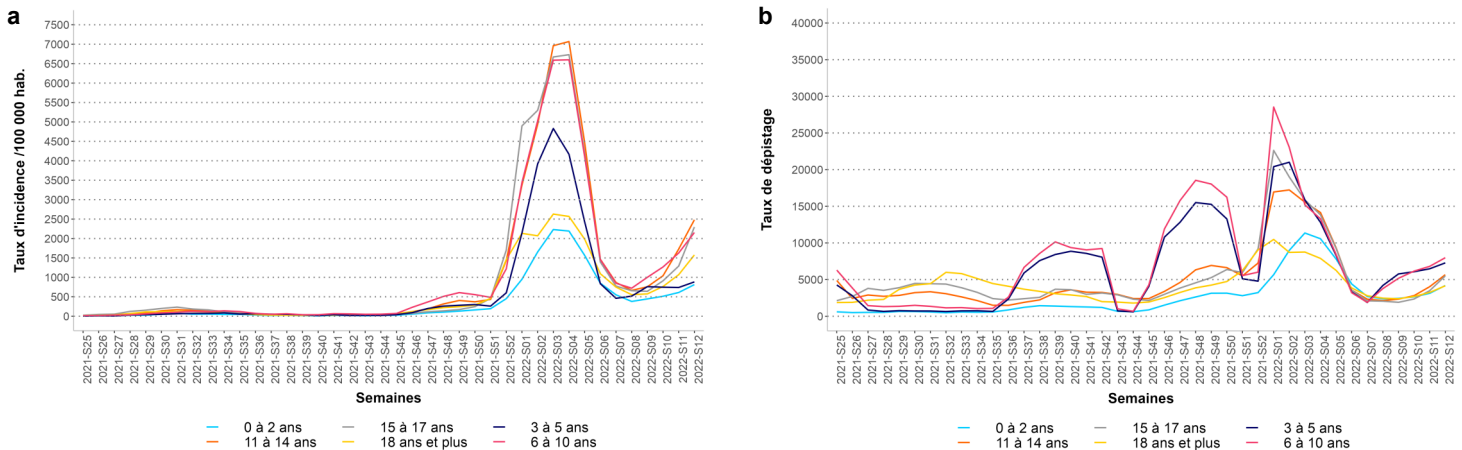 a
Taux d'incidence /100 000 hab.
7500
7000
6500
6000
5500
5000
4500
4000
3500
3000
2500
2000
1500
1000
500
0
2021-S25
2021-S26
2021-S27
2021-S28
2021-S29
2021-S30
2021-S31
2021-S32
2021-S33
2021-S34
2021-S35
2021-S36
2021-S37
2021-S38
2021-S39
2021-S40
2021-S41
2021-S42
2021-S43
2021-S44
2021-S45
2021-S46
2021-S47
2021-S48
2021-S49
2021-S50
2021-S51
2021-S52
2022-S01
2022-S02
2022-S03
2022-S04
2022-S05
2022-S06
2022-S07
2022-S08
2022-S09
2022-S10
2022-S11
2022-S12
Semaines
0 à 2 ans 15 à 17 ans 3 à 5 ans
11 à 14 ans 18 ans et plus 6 à 10 ans
b
Taux de dépistage
40000
35000
30000
25000
20000
15000
10000
5000
0
2021-S25
2021-S26
2021-S27
2021-S28
2021-S29
2021-S30
2021-S31
2021-S32
2021-S33
2021-S34
2021-S35
2021-S36
2021-S37
2021-S38
2021-S39
2021-S40
2021-S41
2021-S42
2021-S43
2021-S44
2021-S45
2021-S46
2021-S47
2021-S48
2021-S49
2021-S50
2021-S51
2021-S52
2022-S01
2022-S02
2022-S03
2022-S04
2022-S05
2022-S06
2022-S07
2022-S08
2022-S09
2022-S10
2022-S11
2022-S12
Semaines
0 à 2 ans 15 à 17 ans 3 à 5 ans
11 à 14 ans 18 ans et plus 6 à 10 ans